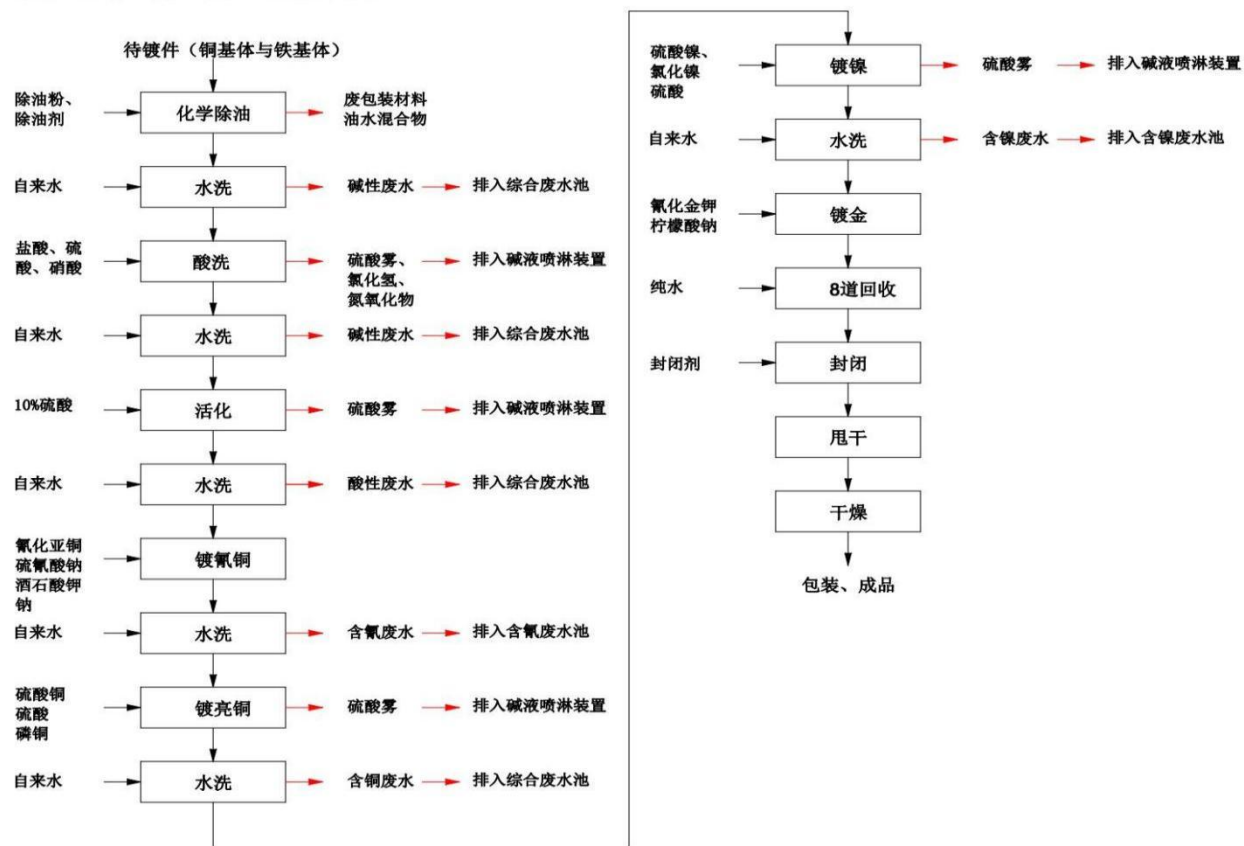 待镀件（铜基体与铁基体）
除油粉、
除油剂
化学除油
废包装材料
油水混合物
自来水
水洗
碱性废水
排入综合废水池
盐酸、硫
酸、硝酸
酸洗
硫酸雾、
氯化氢、
氮氧化物
排入碱液喷淋装置
自来水
水洗
碱性废水
排入综合废水池
10%硫酸
活化
硫酸雾
排入碱液喷淋装置
自来水
水洗
酸性废水
排入综合废水池
氰化亚铜
硫氰酸钠
酒石酸钾
钠
镀氰铜
自来水
水洗
含氰废水
排入含氰废水池
硫酸铜
硫酸
磷铜
镀亮铜
硫酸雾
排入碱液喷淋装置
自来水
水洗
含铜废水
排入综合废水池
硫酸镍、
氯化镍
硫酸
镀镍
硫酸雾
排入碱液喷淋装置
自来水
水洗
含镍废水
排入含镍废水池
氰化金钾
柠檬酸钠
镀金
纯水
8道回收
封闭剂
封闭
甩干
干燥
包装、成品